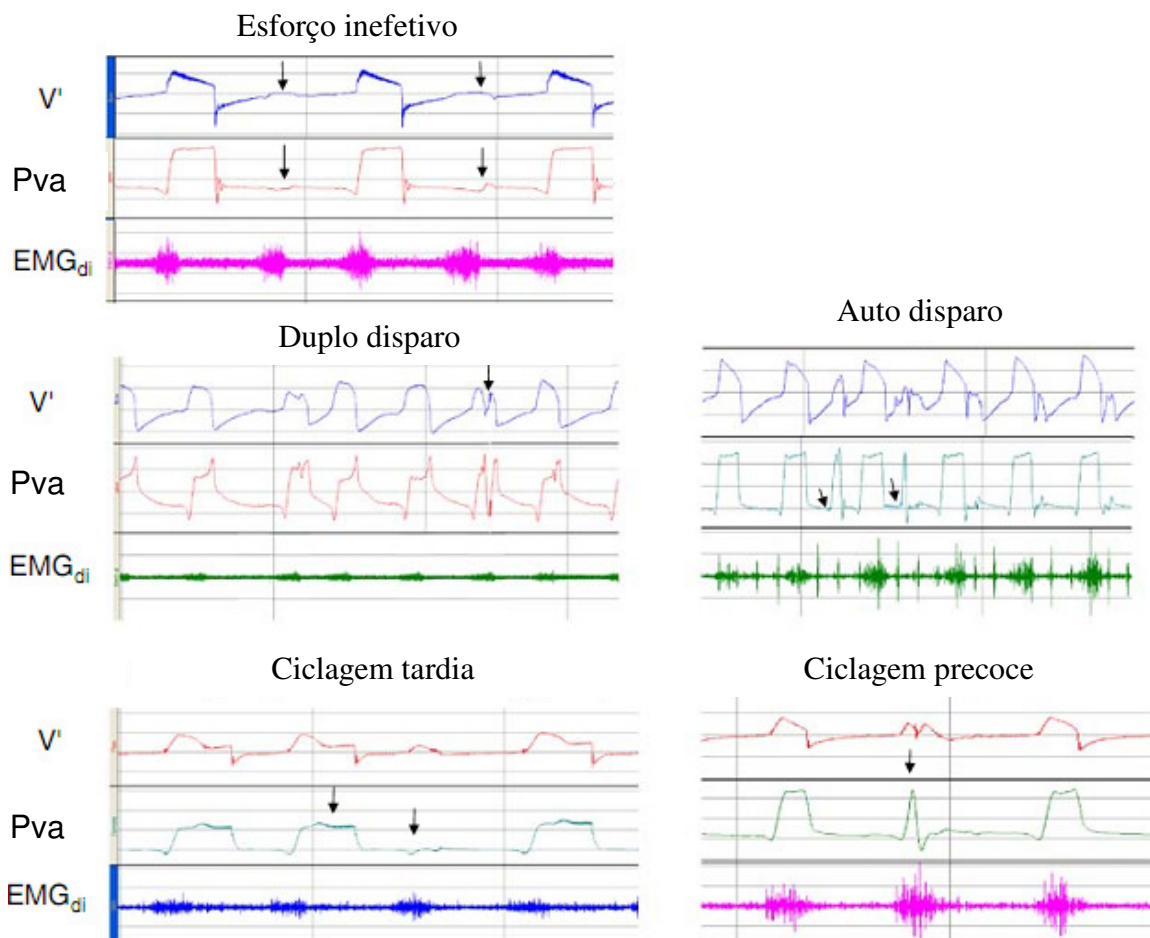 Esforço inefetivo
V'
Pva
EMGdi
Duplo disparo
Auto disparo
V'
Pva
EMGdi
Ciclagem tardia
Ciclagem precoce
V'
Pva
EMGdi